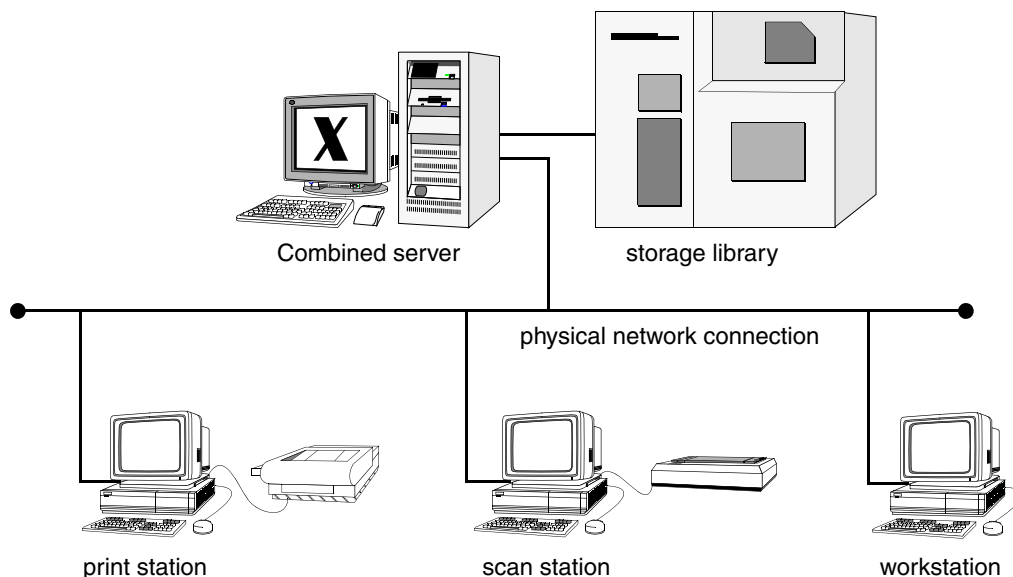 X
Combined server
storage library
physical network connection
print station
scan station
workstation